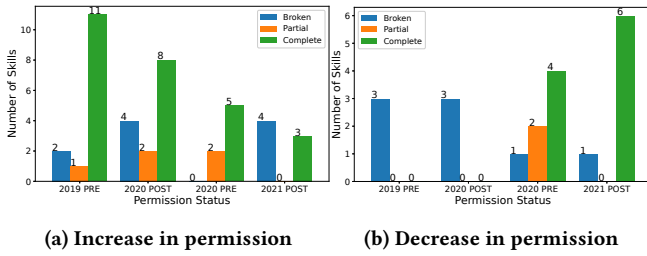 11
10
8
6
4
2
0
Number of Skills
Broken
Partial
Complete
2
1
4
2
8
0
2
5
4
0
3
2019 PRE
2020 POST
2020 PRE
2021 POST
Permission Status
(a) Increase in permission
6
5
4
3
2
1
0
Number of Skills
Broken
Partial
Complete
3
0
0
3
0
0
1
2
4
1
0
6
2019 PRE
2020 POST
2020 PRE
2021 POST
Permission Status
(b) Decrease in permission